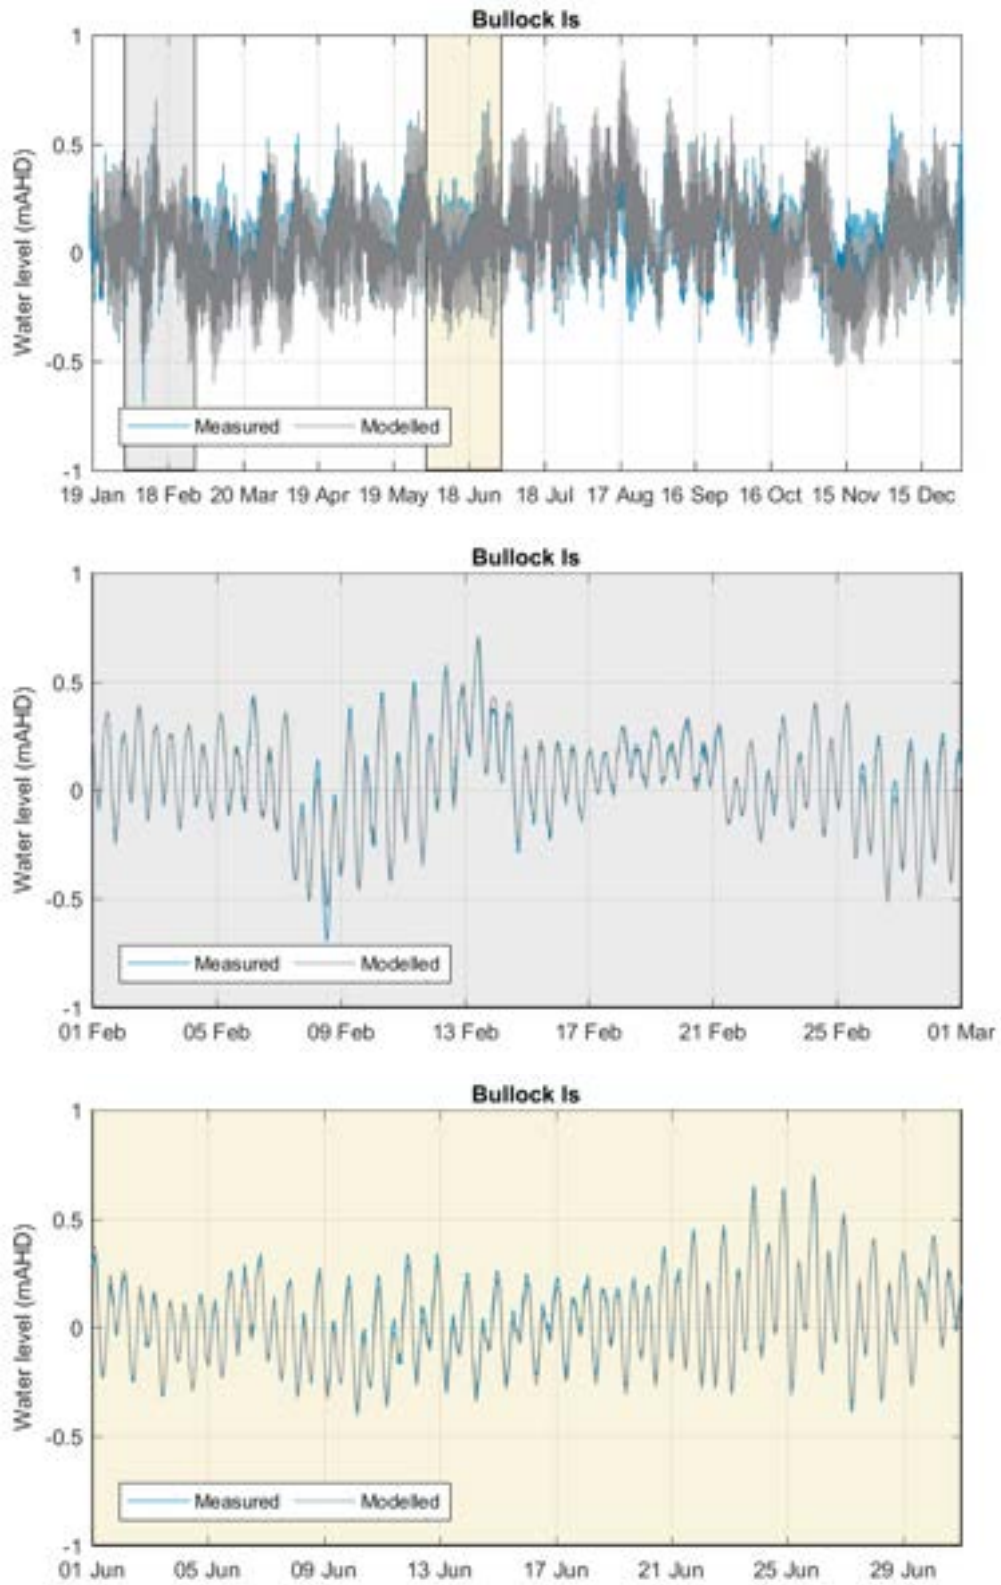 Bullock Is
1
0.5
0
-0.5
-1
Water level (mAHD)
Measured Modelled
19 Jan 18 Feb 20 Mar 19 Apr 19 May 18 Jun 18 Jul 17 Aug 16 Sep 16 Oct 15 Nov 15 Dec
Bullock Is
1
0.5
0
-0.5
-1
Water level (mAHD)
Measured Modelled
01 Feb 05 Feb 09 Feb 13 Feb 17 Feb 21 Feb 25 Feb 01 Mar
Bullock Is
1
0.5
0
-0.5
-1
Water level (mAHD)
Measured Modelled
01 Jun 05 Jun 09 Jun 13 Jun 17 Jun 21 Jun 25 Jun 29 Jun